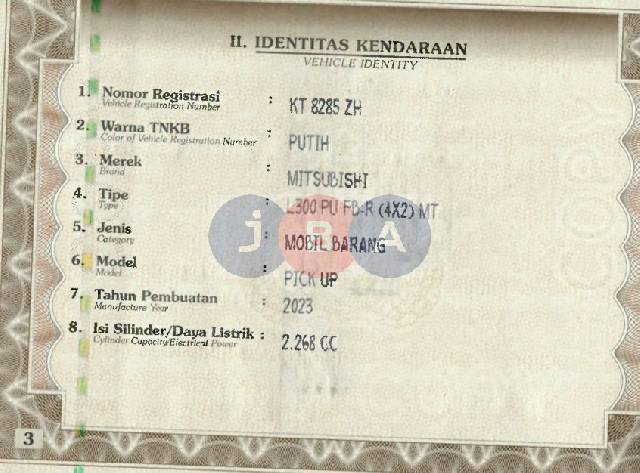 II. IDENTITAS KENDARAAN
VEHICLE IDENTITY
1. Nomor Registrasi : KT 8285 ZH
Vehicle Registration Number
2. Warna TNKB : PUTIH
Color of Vehicle Registration Number
3. Merek : MITSUBISHI
Brand
4. Tipe : L300 PU FB-R (4X2) MT
Type
5. Jenis : MOBIL BARANG
Category
6. Model : PICK UP
Model
7. Tahun Pembuatan : 2023
Manufacture Year
8. Isi Silinder/Daya Listrik : 2.268 CC
Cylinder Capacity/Electrical Power
JBA
3